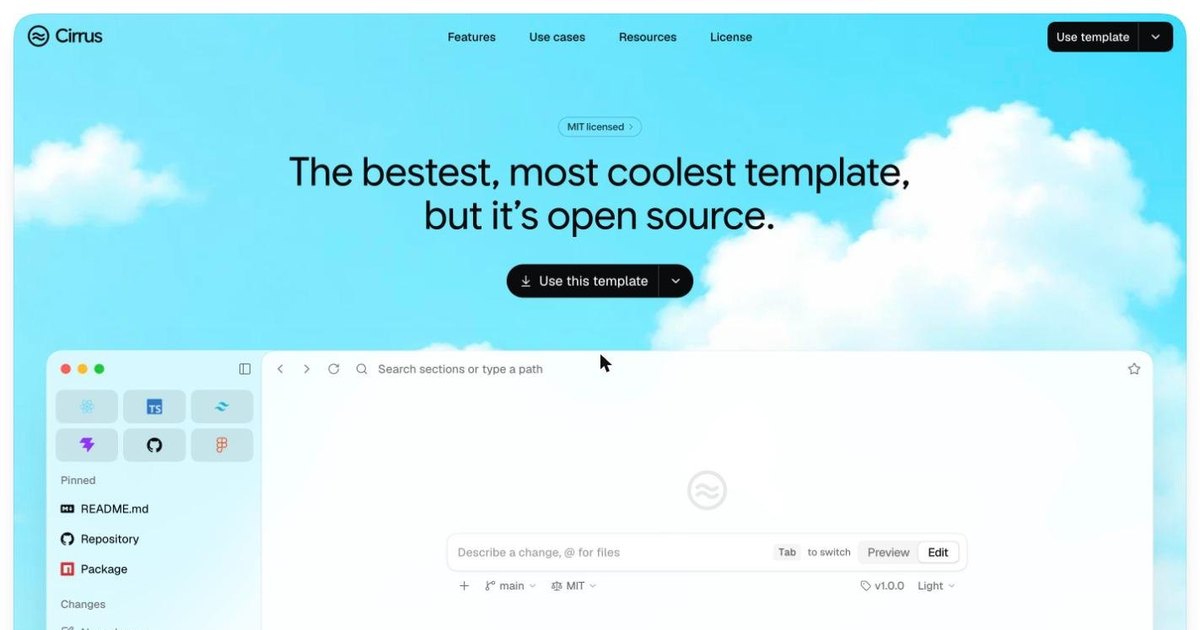 Cirrus
Features
Use cases
Resources
License
Use template
MIT licensed
The bestest, most coolest template,
but it’s open source.
Use this template
Search sections or type a path
TS
Pinned
README.md
Repository
Package
Changes
Describe a change, @ for files
Tab to switch
Preview
Edit
main
MIT
v1.0.0
Light